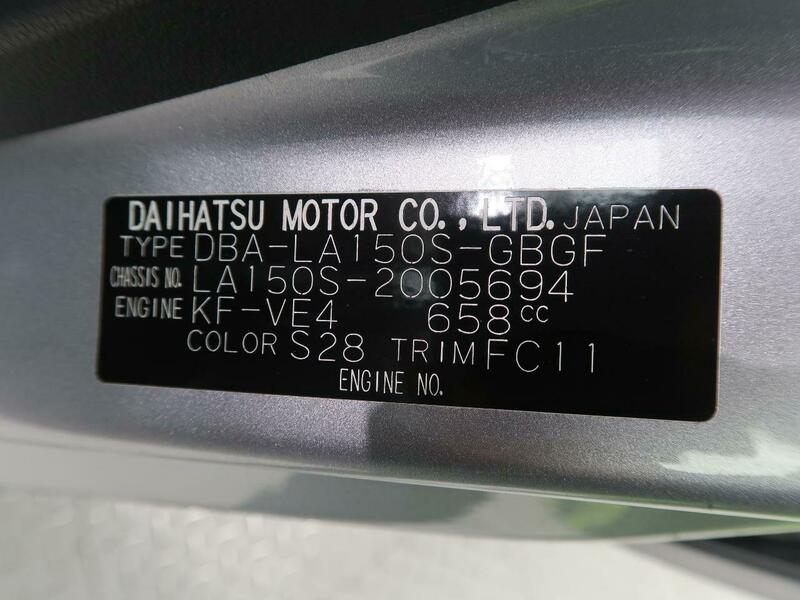 DAIHATSU MOTOR CO., LTD. JAPAN
TYPE DBA-LA150S-GBGF
CHASSIS NO. LA150S-2005694
ENGINE KF-VE4 658cc
COLOR S28 TRIM FC11
ENGINE NO.